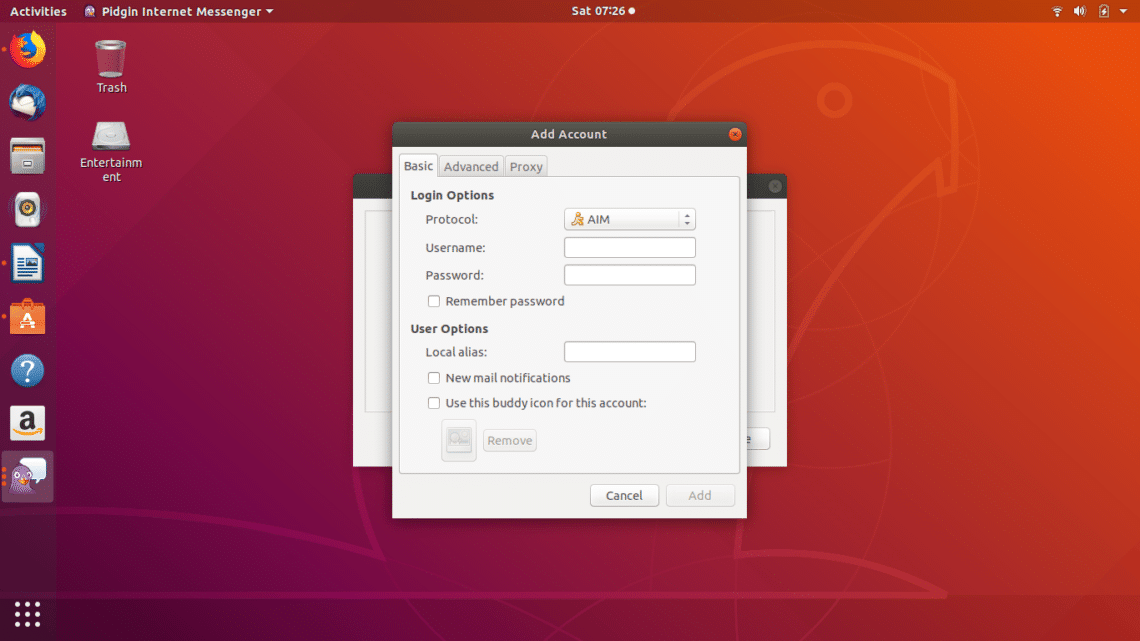 Activities Pidgin Internet Messenger Sat 07:26
Trash
Entertainm
ent
Add Account
Basic Advanced Proxy
Login Options
Protocol: AIM
Username:
Password:
Remember password
User Options
Local alias:
New mail notifications
Use this buddy icon for this account:
Remove
e
Cancel Add